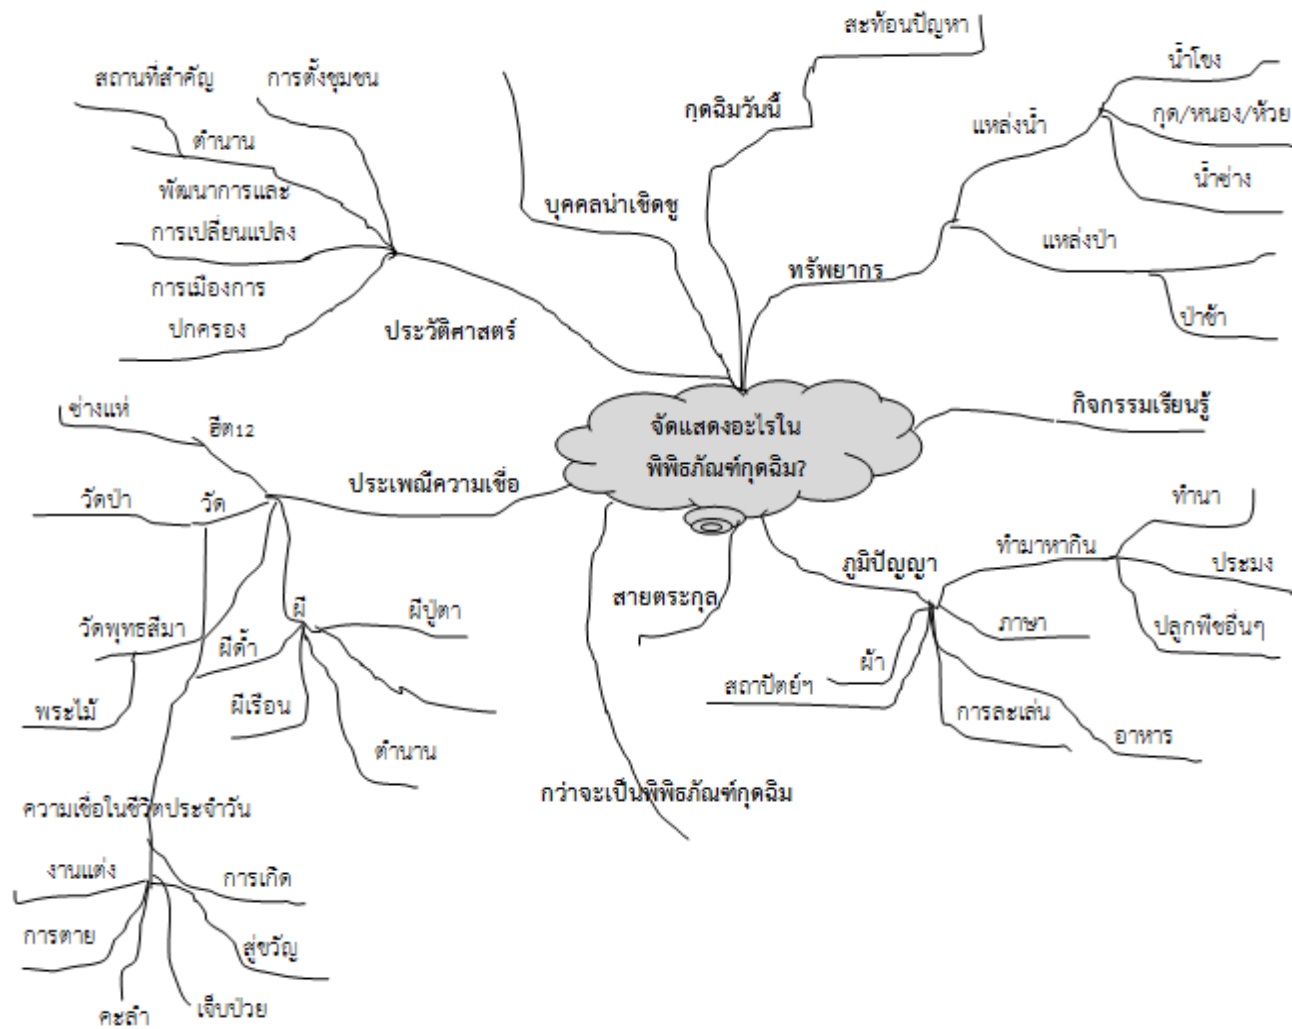 สะท้อนปัญหา
กุดฉิมวันนี้
น้ำโขง
กุด/หนอง/ห้วย
แหล่งน้ำ
น้ำซ่าง
แหล่งป่า
ป่าช้า
ทรัพยากร
บุคคลน่าเชิดชู
สถานที่สำคัญ
การตั้งชุมชน
ตำนาน
พัฒนาการและ
การเปลี่ยนแปลง
การเมืองการ
ปกครอง
ประวัติศาสตร์
จัดแสดงอะไรใน
พิพิธภัณฑ์กุดฉิม?
กิจกรรมเรียนรู้
ซ่างแห่
ฮีต12
ประเพณีความเชื่อ
วัดป่า
วัด
วัดพุทธสีมา
พระไม้
ผี
ผีปู่ตา
ผีด้ำ
ผีเรือน
ตำนาน
สายตระกุล
ภูมิปัญญา
ทำมาหากิน
ทำนา
ประมง
ปลูกพืชอื่นๆ
ภาษา
ผ้า
สถาปัตย์ฯ
การละเล่น
อาหาร
กว่าจะเป็นพิพิธภัณฑ์กุดฉิม
ความเชื่อในชีวิตประจำวัน
งานแต่ง
การเกิด
การตาย
สู่ขวัญ
คะลำ
เจ็บป่วย